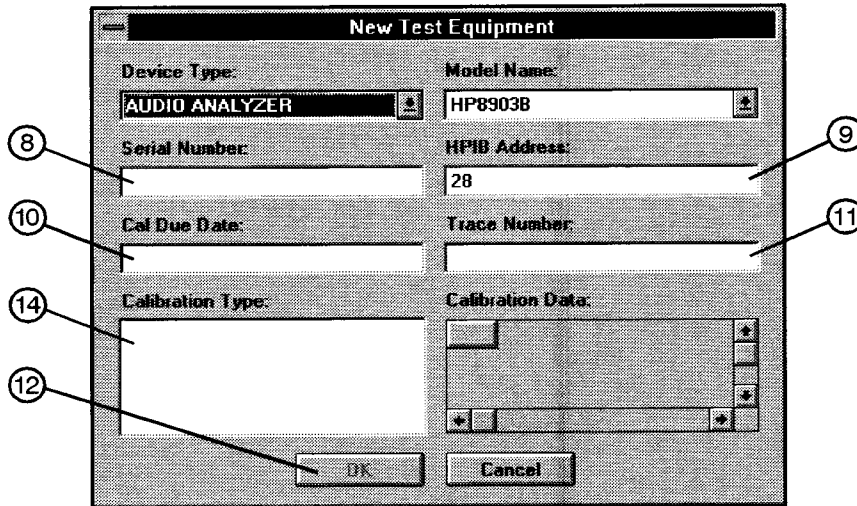 New Test Equipment
Device Type: Model Name:
AUDIO ANALYZER HP8903B
8 Serial Number: HPIB Address: 9
28
10 Cal Due Date: Trace Number: 11
14 Calibration Type: Calibration Data:
12 OK Cancel